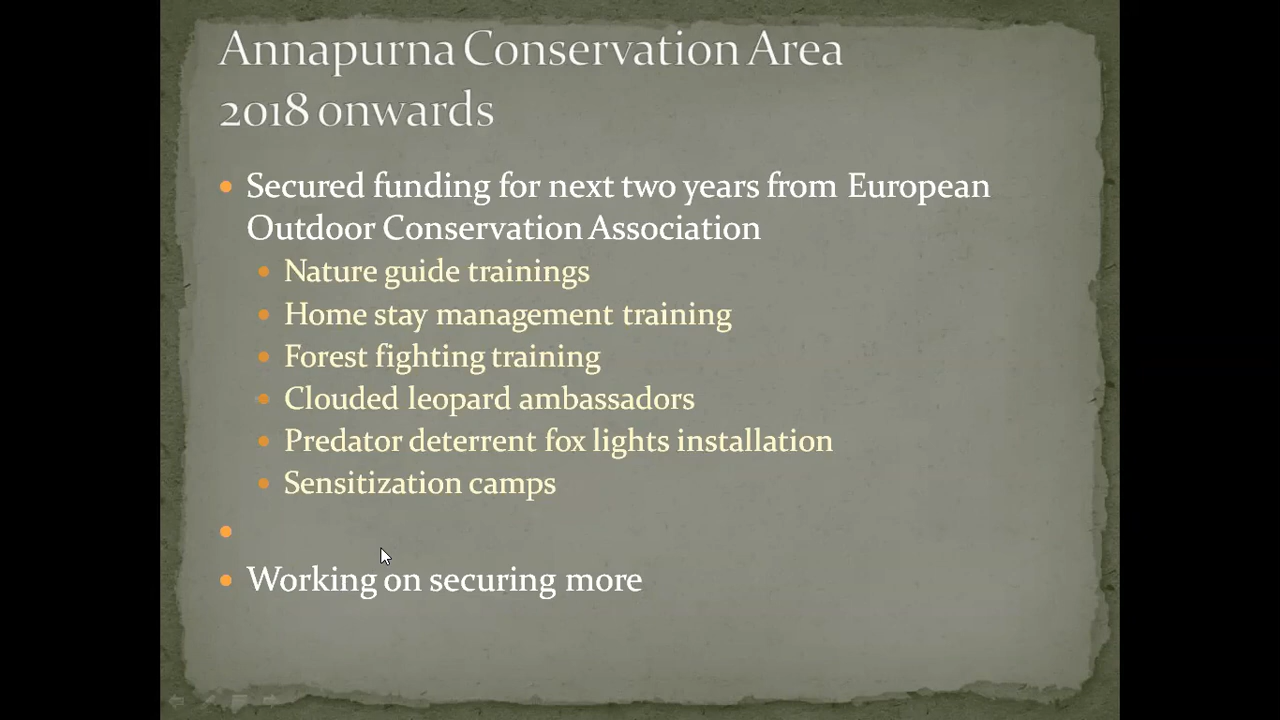 Annapurna Conservation Area
2018 onwards
• Secured funding for next two years from European
Outdoor Conservation Association
• Nature guide trainings
• Home stay management training
• Forest fighting training
• Clouded leopard ambassadors
• Predator deterrent fox lights installation
• Sensitization camps
•
• Working on securing more